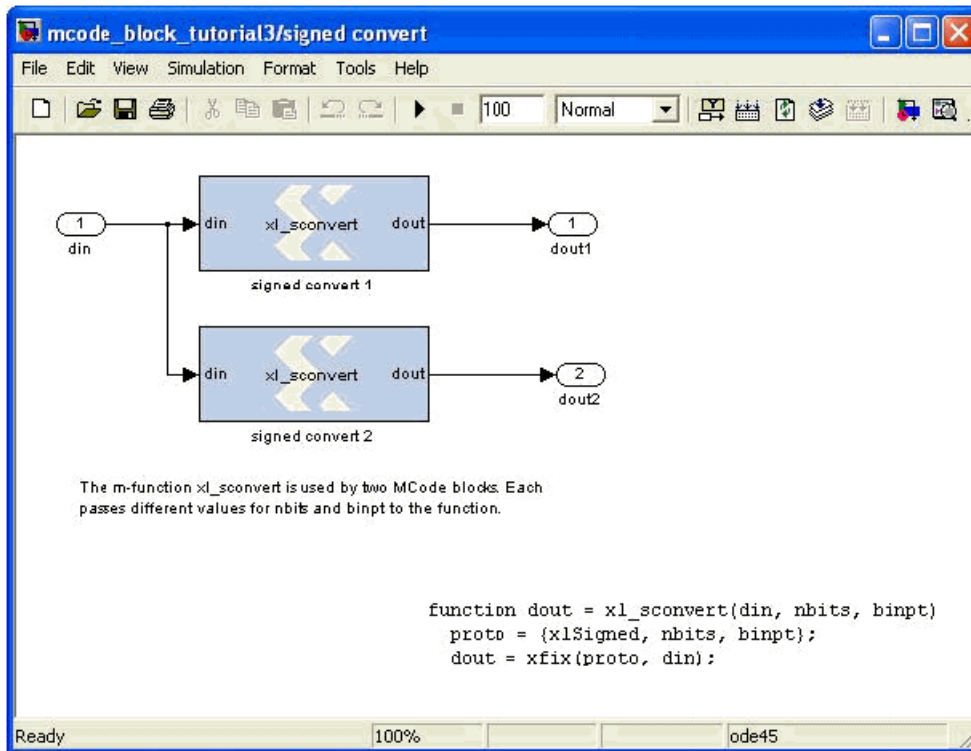 mcode_block_tutorial3/signed convert
File Edit View Simulation Format Tools Help
100 Normal
1
din
din xl_sconvert dout
signed convert 1
1
dout1
din xl_sconvert dout
signed convert 2
2
dout2
The m-function xl_sconvert is used by two MCode blocks. Each
passes different values for nbits and binpt to the function.
function dout = xl_sconvert(din, nbits, binpt)
proto = {xlSigned, nbits, binpt};
dout = xfix(proto, din);
Ready 100% ode45